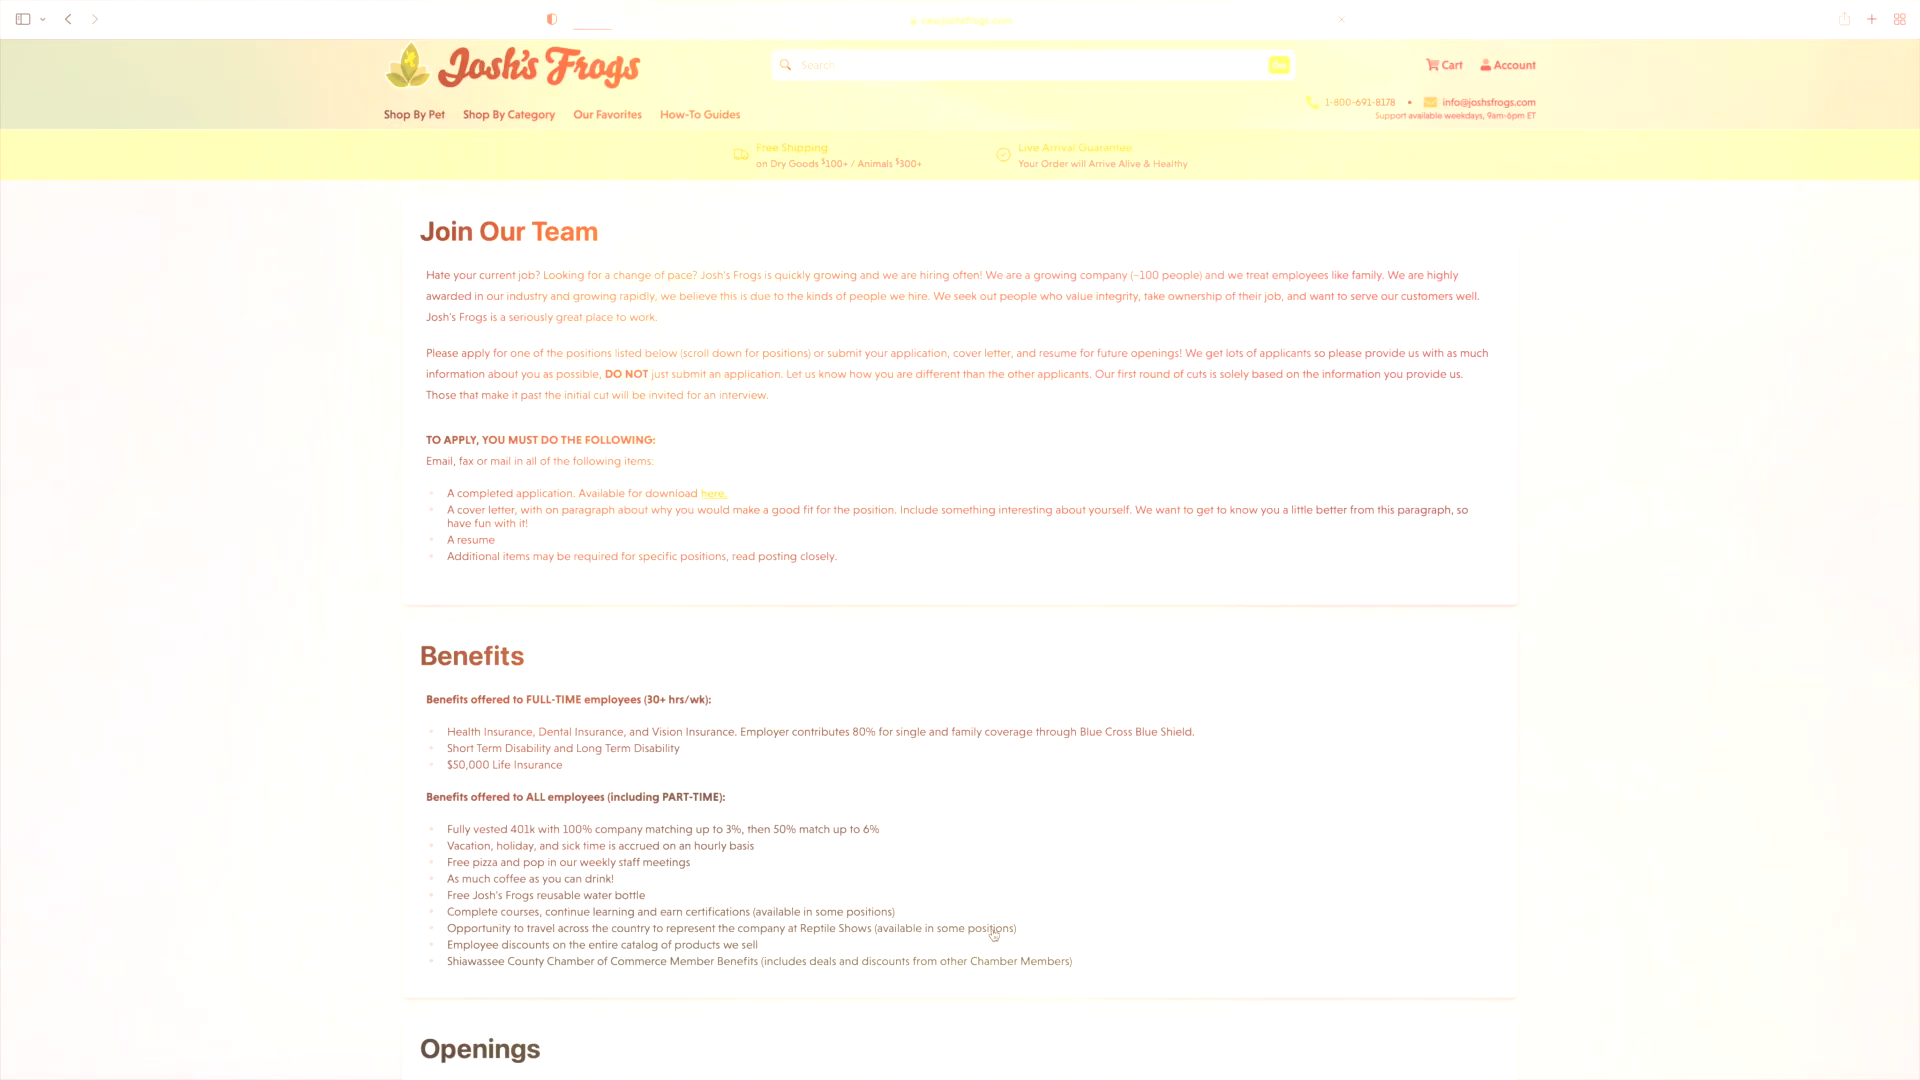 Josh's Frogs
Search
Go
Cart
Account
Shop By Pet
Shop By Category
Our Favorites
How-To Guides
1-800-691-8178 • info@joshsfrogs.com
Support available weekdays, 9am-6pm ET
Free Shipping
on Dry Goods $100+ / Animals $300+
Live Arrival Guarantee
Your Order will Arrive Alive & Healthy
Join Our Team
Hate your current job? Looking for a change of pace? Josh's Frogs is quickly growing and we are hiring often! We are a growing company (~100 people) and we treat employees like family. We are highly
awarded in our industry and growing rapidly, we believe this is due to the kinds of people we hire. We seek out people who value integrity, take ownership of their job, and want to serve our customers well.
Josh's Frogs is a seriously great place to work.
Please apply for one of the positions listed below (scroll down for positions) or submit your application, cover letter, and resume for future openings! We get lots of applicants so please provide us with as much
information about you as possible, DO NOT just submit an application. Let us know how you are different than the other applicants. Our first round of cuts is solely based on the information you provide us.
Those that make it past the initial cut will be invited for an interview.
TO APPLY, YOU MUST DO THE FOLLOWING:
Email, fax or mail in all of the following items:
A completed application. Available for download here.
A cover letter, with on paragraph about why you would make a good fit for the position. Include something interesting about yourself. We want to get to know you a little better from this paragraph, so
have fun with it!
A resume
Additional items may be required for specific positions, read posting closely.
Benefits
Benefits offered to FULL-TIME employees (30+ hrs/wk):
Health Insurance, Dental Insurance, and Vision Insurance. Employer contributes 80% for single and family coverage through Blue Cross Blue Shield.
Short Term Disability and Long Term Disability
$50,000 Life Insurance
Benefits offered to ALL employees (including PART-TIME):
Fully vested 401k with 100% company matching up to 3%, then 50% match up to 6%
Vacation, holiday, and sick time is accrued on an hourly basis
Free pizza and pop in our weekly staff meetings
As much coffee as you can drink!
Free Josh's Frogs reusable water bottle
Complete courses, continue learning and earn certifications (available in some positions)
Opportunity to travel across the country to represent the company at Reptile Shows (available in some positions)
Employee discounts on the entire catalog of products we sell
Shiawassee County Chamber of Commerce Member Benefits (includes deals and discounts from other Chamber Members)
Openings